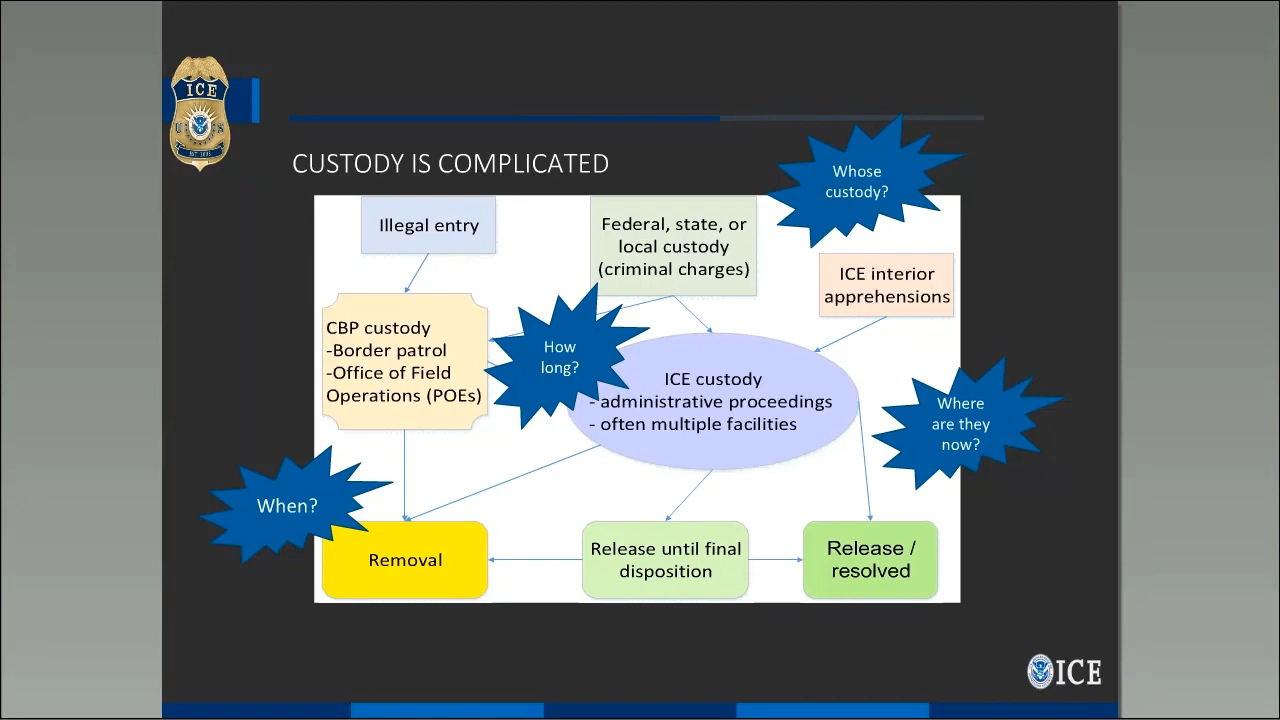 ICE
U S
EST 2003
CUSTODY IS COMPLICATED
Whose
custody?
Illegal entry
Federal, state, or
local custody
(criminal charges)
ICE interior
apprehensions
CBP custody
-Border patrol
-Office of Field
Operations (POEs)
How
long?
ICE custody
- administrative proceedings
- often multiple facilities
Where
are they
now?
When?
Removal
Release until final
disposition
Release /
resolved
ICE